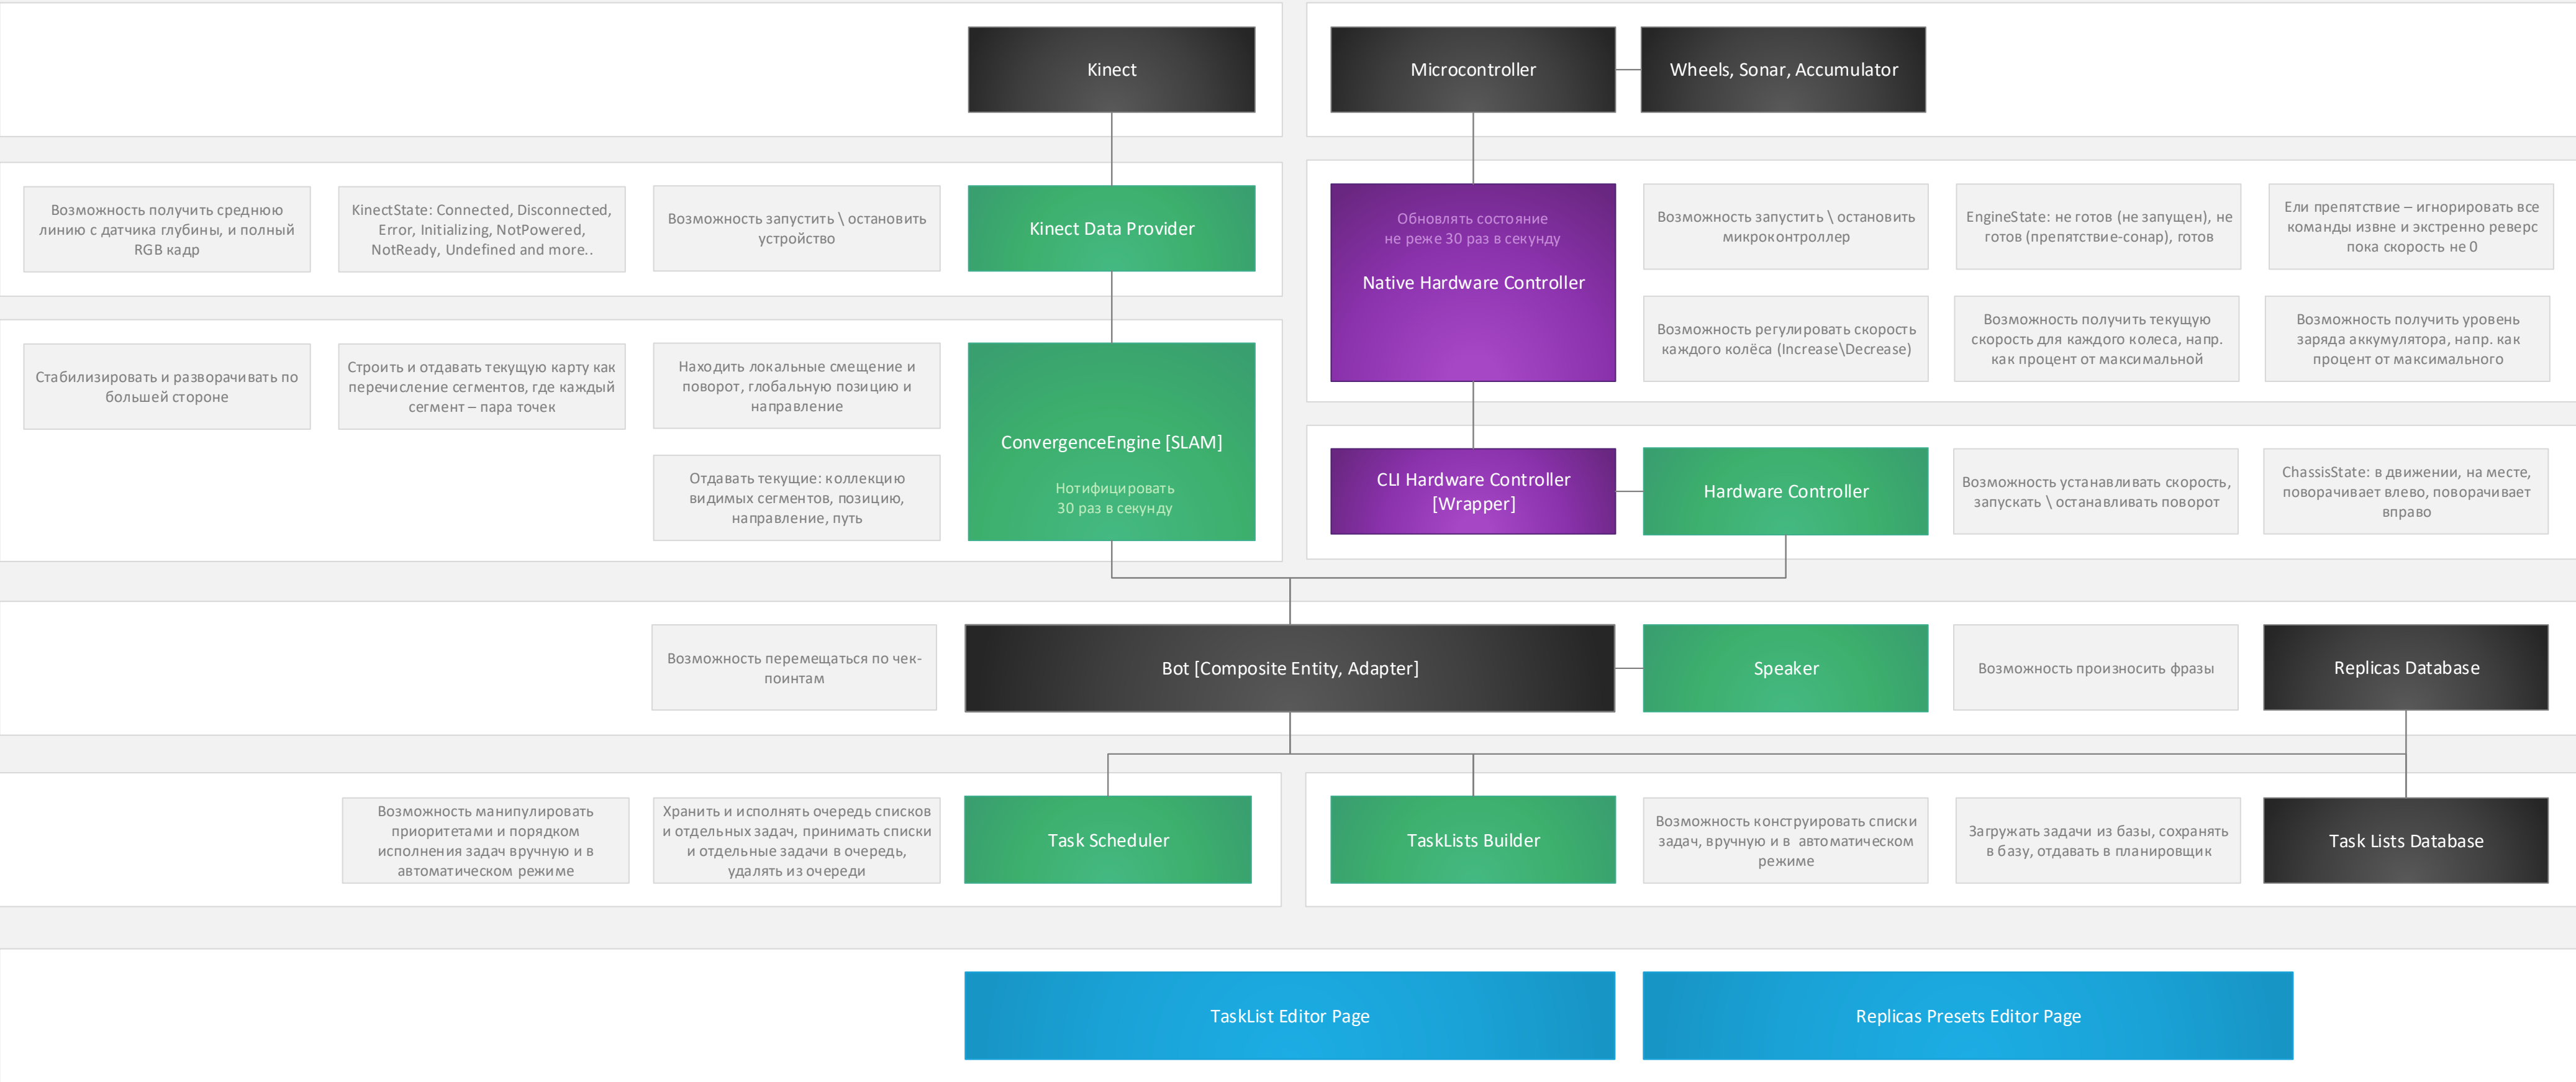 Kinect
Microcontroller
Wheels, Sonar, Accumulator
Возможность получить среднюю
линию с датчика глубины, и полный
RGB кадр
KinectState: Connected, Disconnected,
Error, Initializing, NotPowered,
NotReady, Undefined and more..
Возможность запустить \ остановить
устройство
Kinect Data Provider
Обновлять состояние
не реже 30 раз в секунду
Native Hardware Controller
Возможность запустить \ остановить
микроконтроллер
EngineState: не готов (не запущен), не
готов (препятствие-сонар), готов
Ели препятствие – игнорировать все
команды извне и экстренно реверс
пока скорость не 0
Возможность регулировать скорость
каждого колёса (Increase\Decrease)
Возможность получить текущую
скорость для каждого колеса, напр.
как процент от максимальной
Возможность получить уровень
заряда аккумулятора, напр. как
процент от максимального
Стабилизировать и разворачивать по
большей стороне
Строить и отдавать текущую карту как
перечисление сегментов, где каждый
сегмент – пара точек
Находить локальные смещение и
поворот, глобальную позицию и
направление
Отдавать текущие: коллекцию
видимых сегментов, позицию,
направление, путь
ConvergenceEngine [SLAM]
Нотифицировать
30 раз в секунду
CLI Hardware Controller
[Wrapper]
Hardware Controller
Возможность устанавливать скорость,
запускать \ останавливать поворот
ChassisState: в движении, на месте,
поворачивает влево, поворачивает
вправо
Возможность перемещаться по чек-
поинтам
Bot [Composite Entity, Adapter]
Speaker
Возможность произносить фразы
Replicas Database
Возможность манипулировать
приоритетами и порядком
исполнения задач вручную и в
автоматическом режиме
Хранить и исполнять очередь списков
и отдельных задач, принимать списки
и отдельные задачи в очередь,
удалять из очереди
Task Scheduler
TaskLists Builder
Возможность конструировать списки
задач, вручную и в автоматическом
режиме
Загружать задачи из базы, сохранять
в базу, отдавать в планировщик
Task Lists Database
TaskList Editor Page
Replicas Presets Editor Page